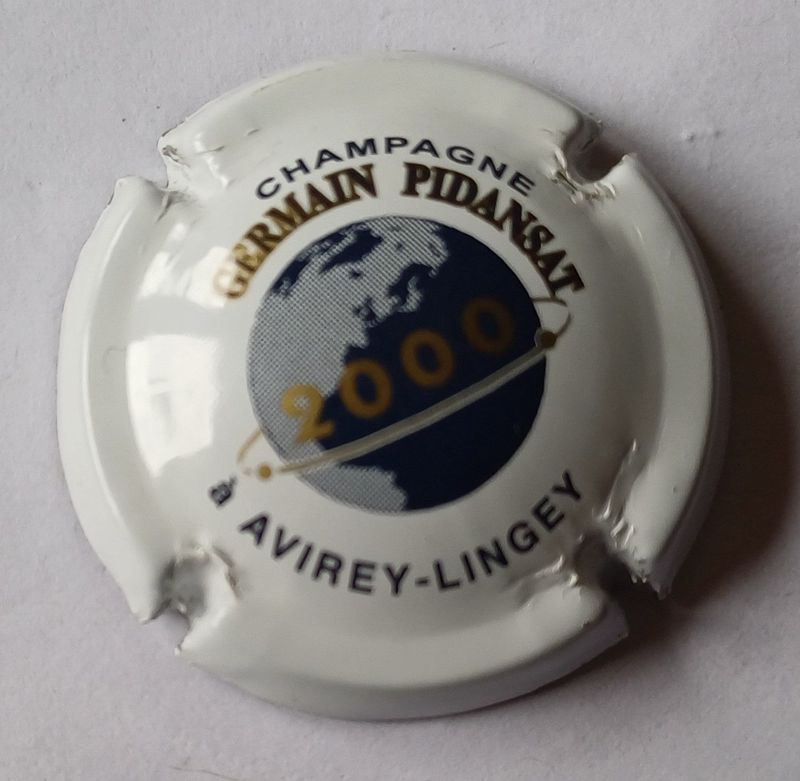 CHAMPAGNE
GERMAIN PIDANSAT
2000
à AVIREY-LINGEY